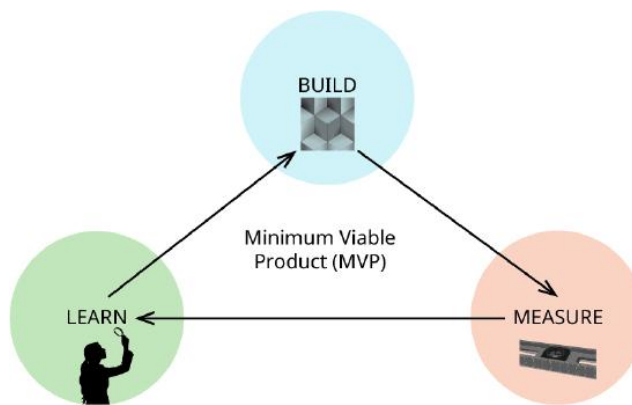 BUILD
Minimum Viable
Product (MVP)
LEARN
MEASURE